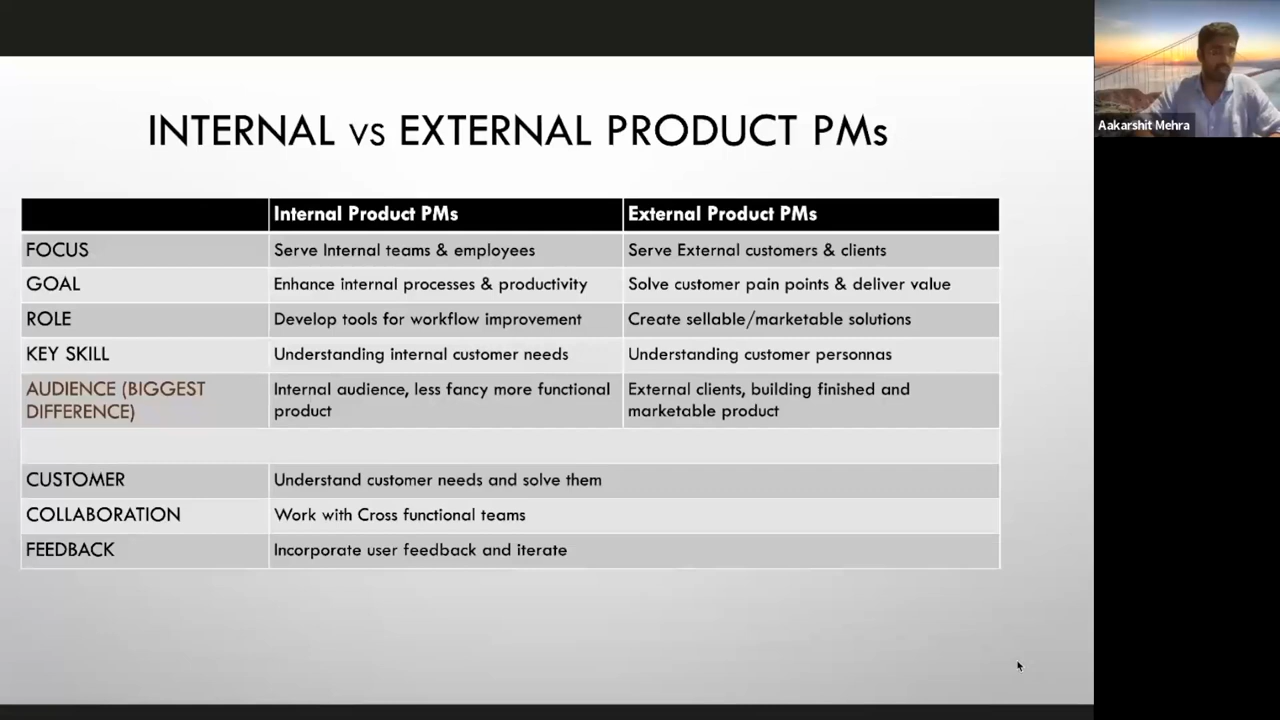 INTERNAL vs EXTERNAL PRODUCT PMs
Aakarshit Mehra
Internal Product PMs
External Product PMs
FOCUS
Serve Internal teams & employees
Serve External customers & clients
GOAL
Enhance internal processes & productivity
Solve customer pain points & deliver value
ROLE
Develop tools for workflow improvement
Create sellable/marketable solutions
KEY SKILL
Understanding internal customer needs
Understanding customer personnas
AUDIENCE (BIGGEST
DIFFERENCE)
Internal audience, less fancy more functional
product
External clients, building finished and
marketable product
CUSTOMER
Understand customer needs and solve them
COLLABORATION
Work with Cross functional teams
FEEDBACK
Incorporate user feedback and iterate